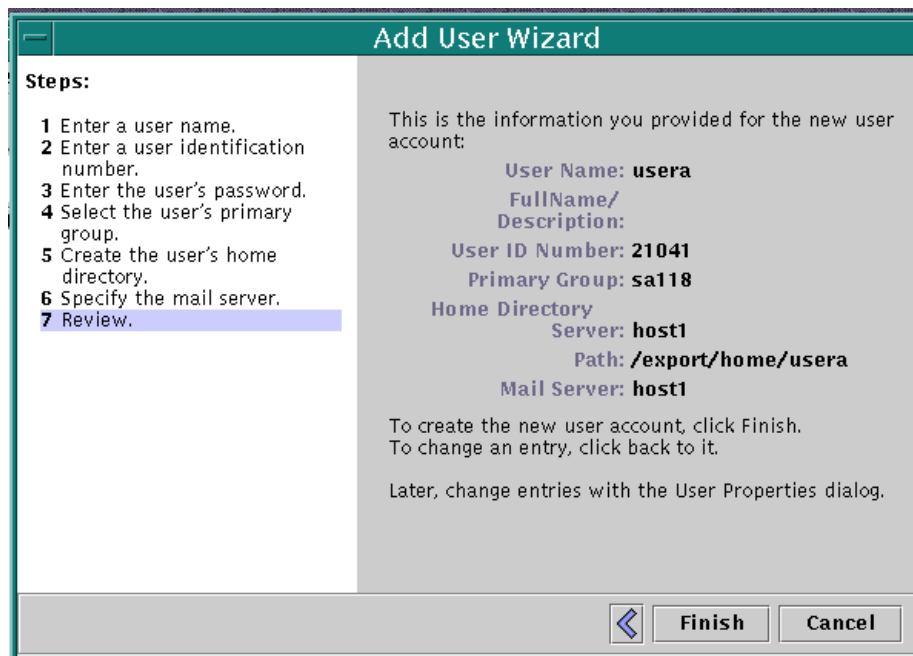 Add User Wizard
Steps:
1 Enter a user name.
2 Enter a user identification
number.
3 Enter the user's password.
4 Select the user's primary
group.
5 Create the user's home
directory.
6 Specify the mail server.
7 Review.
This is the information you provided for the new user
account:
User Name: usera
FullName/
Description:
User ID Number: 21041
Primary Group: sa118
Home Directory
Server: host1
Path: /export/home/usera
Mail Server: host1
To create the new user account, click Finish.
To change an entry, click back to it.
Later, change entries with the User Properties dialog.
Finish
Cancel